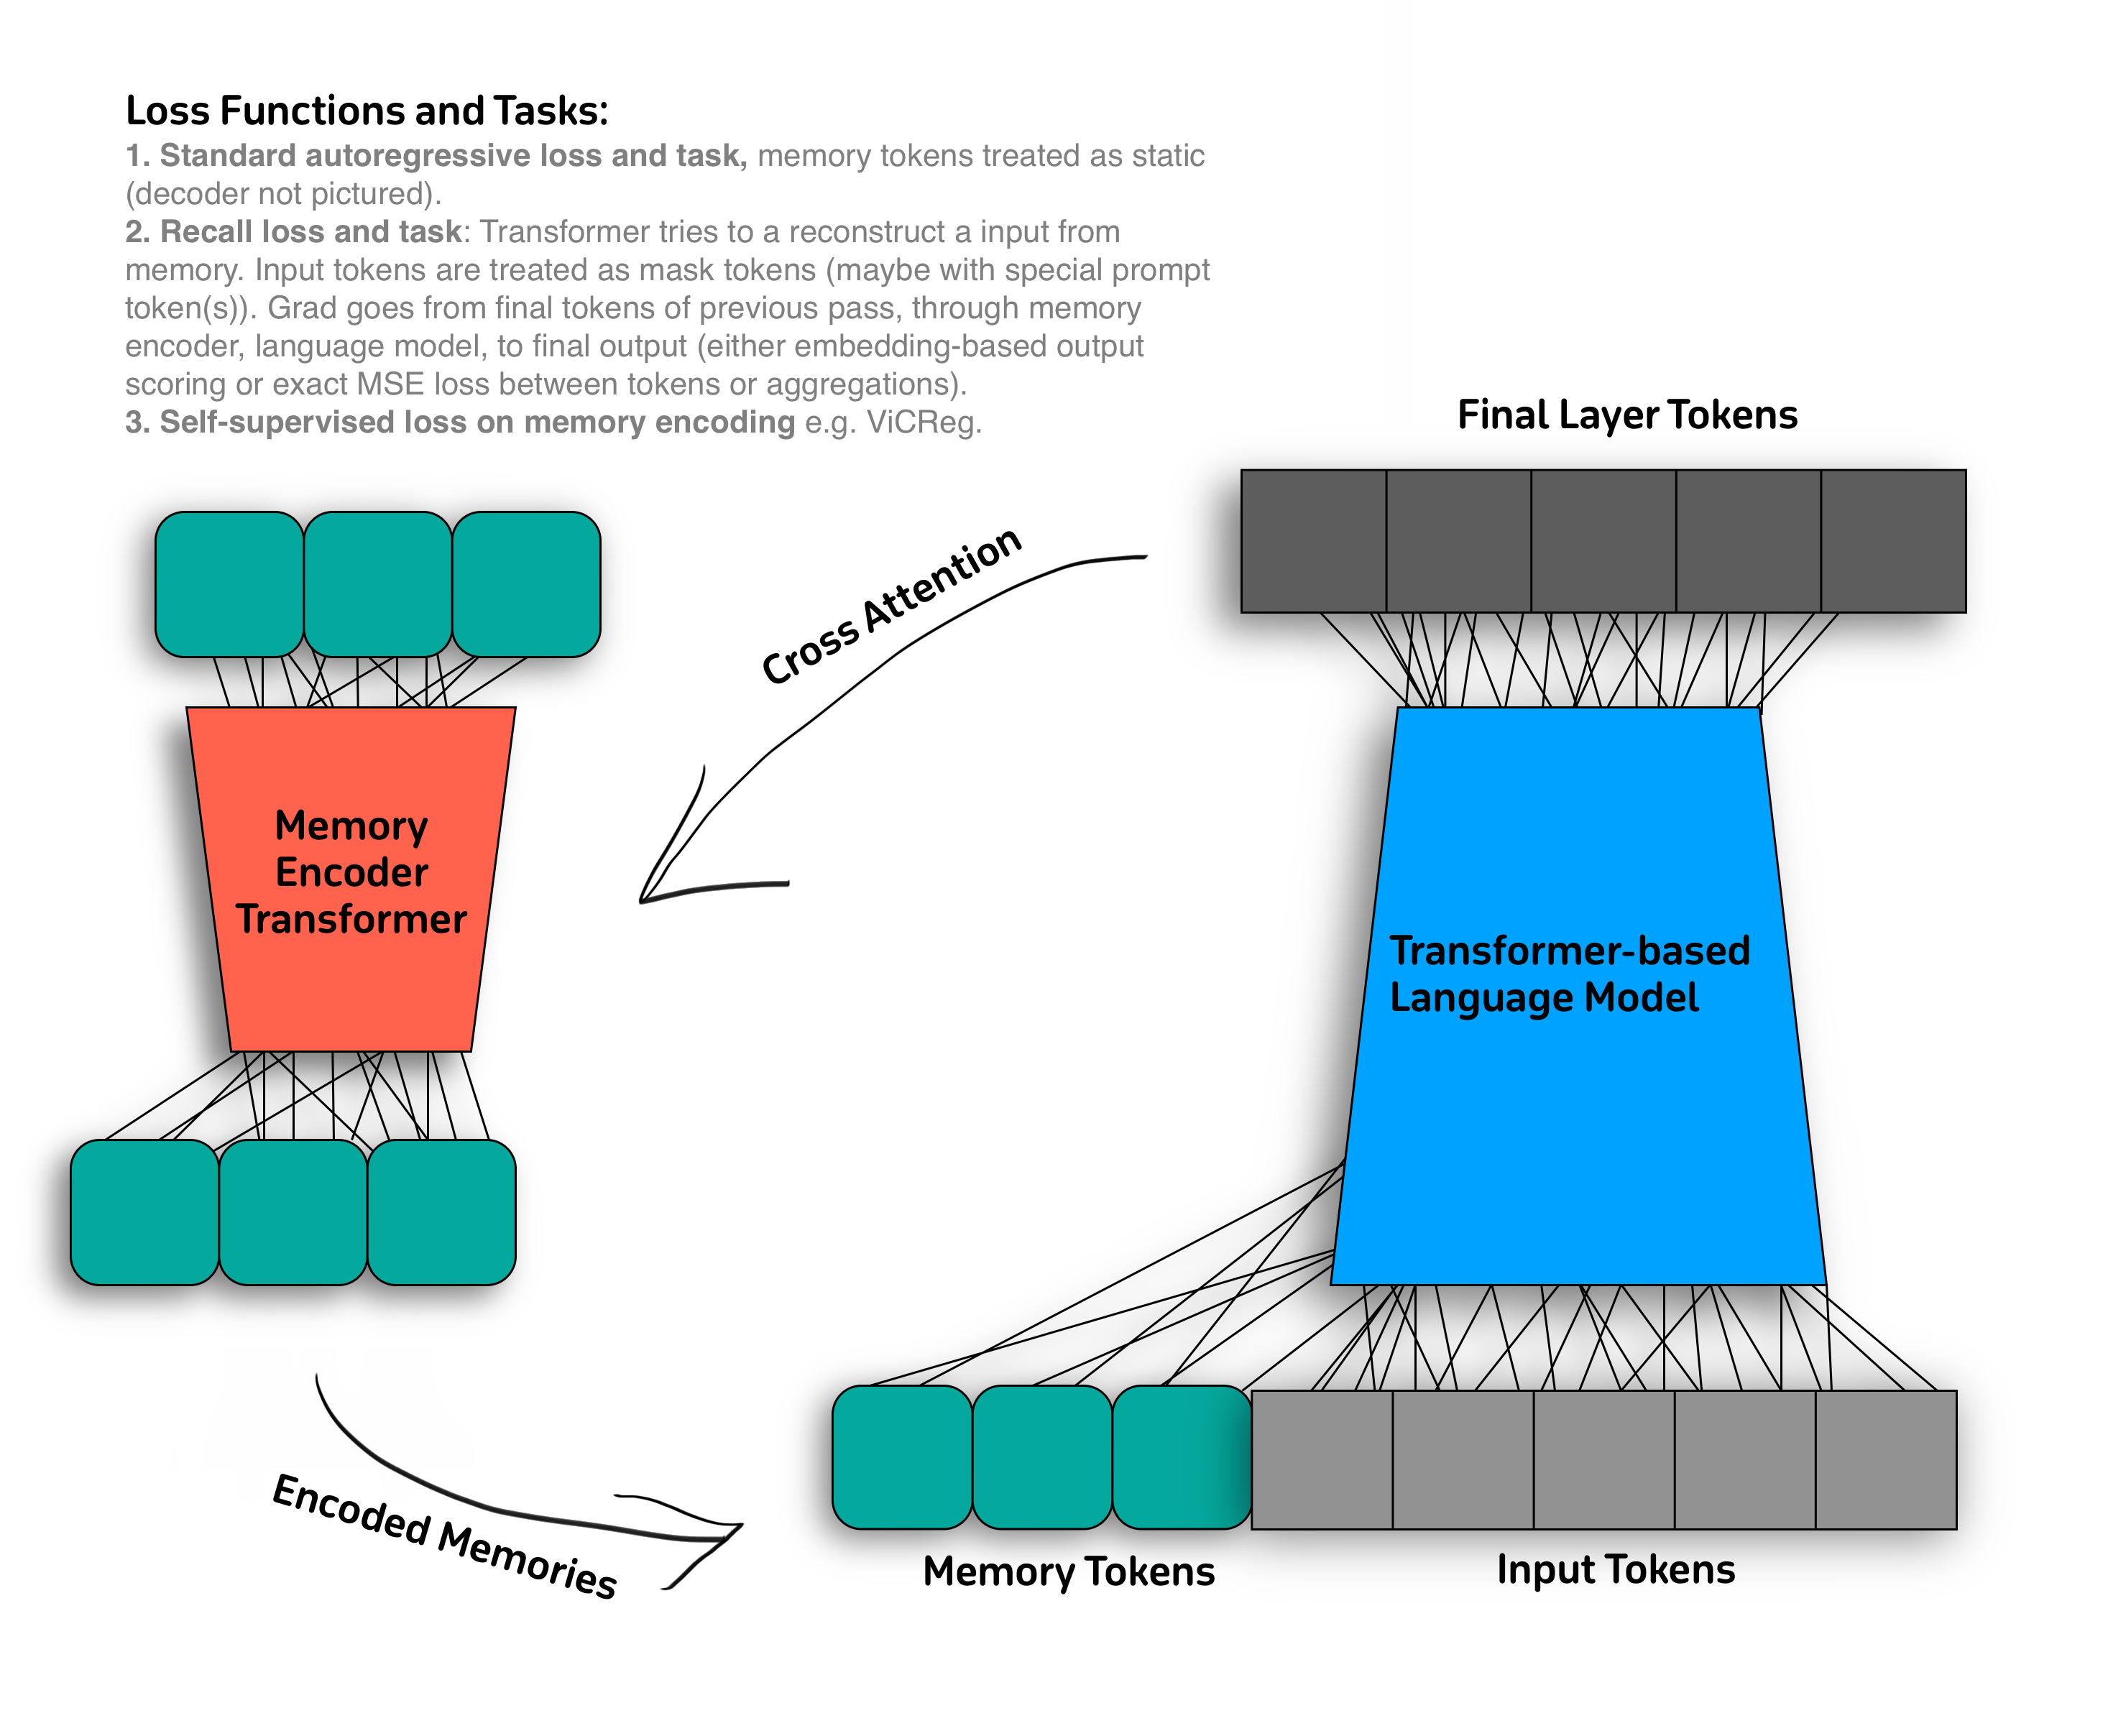 Loss Functions and Tasks:
1. Standard autoregressive loss and task, memory tokens treated as static
(decoder not pictured).
2. Recall loss and task: Transformer tries to a reconstruct a input from
memory. Input tokens are treated as mask tokens (maybe with special prompt
token(s)). Grad goes from final tokens of previous pass, through memory
encoder, language model, to final output (either embedding-based output
scoring or exact MSE loss between tokens or aggregations).
3. Self-supervised loss on memory encoding e.g. ViCReg.
Final Layer Tokens
Cross Attention
Memory
Encoder
Transformer
Transformer-based
Language Model
Encoded Memories
Memory Tokens
Input Tokens